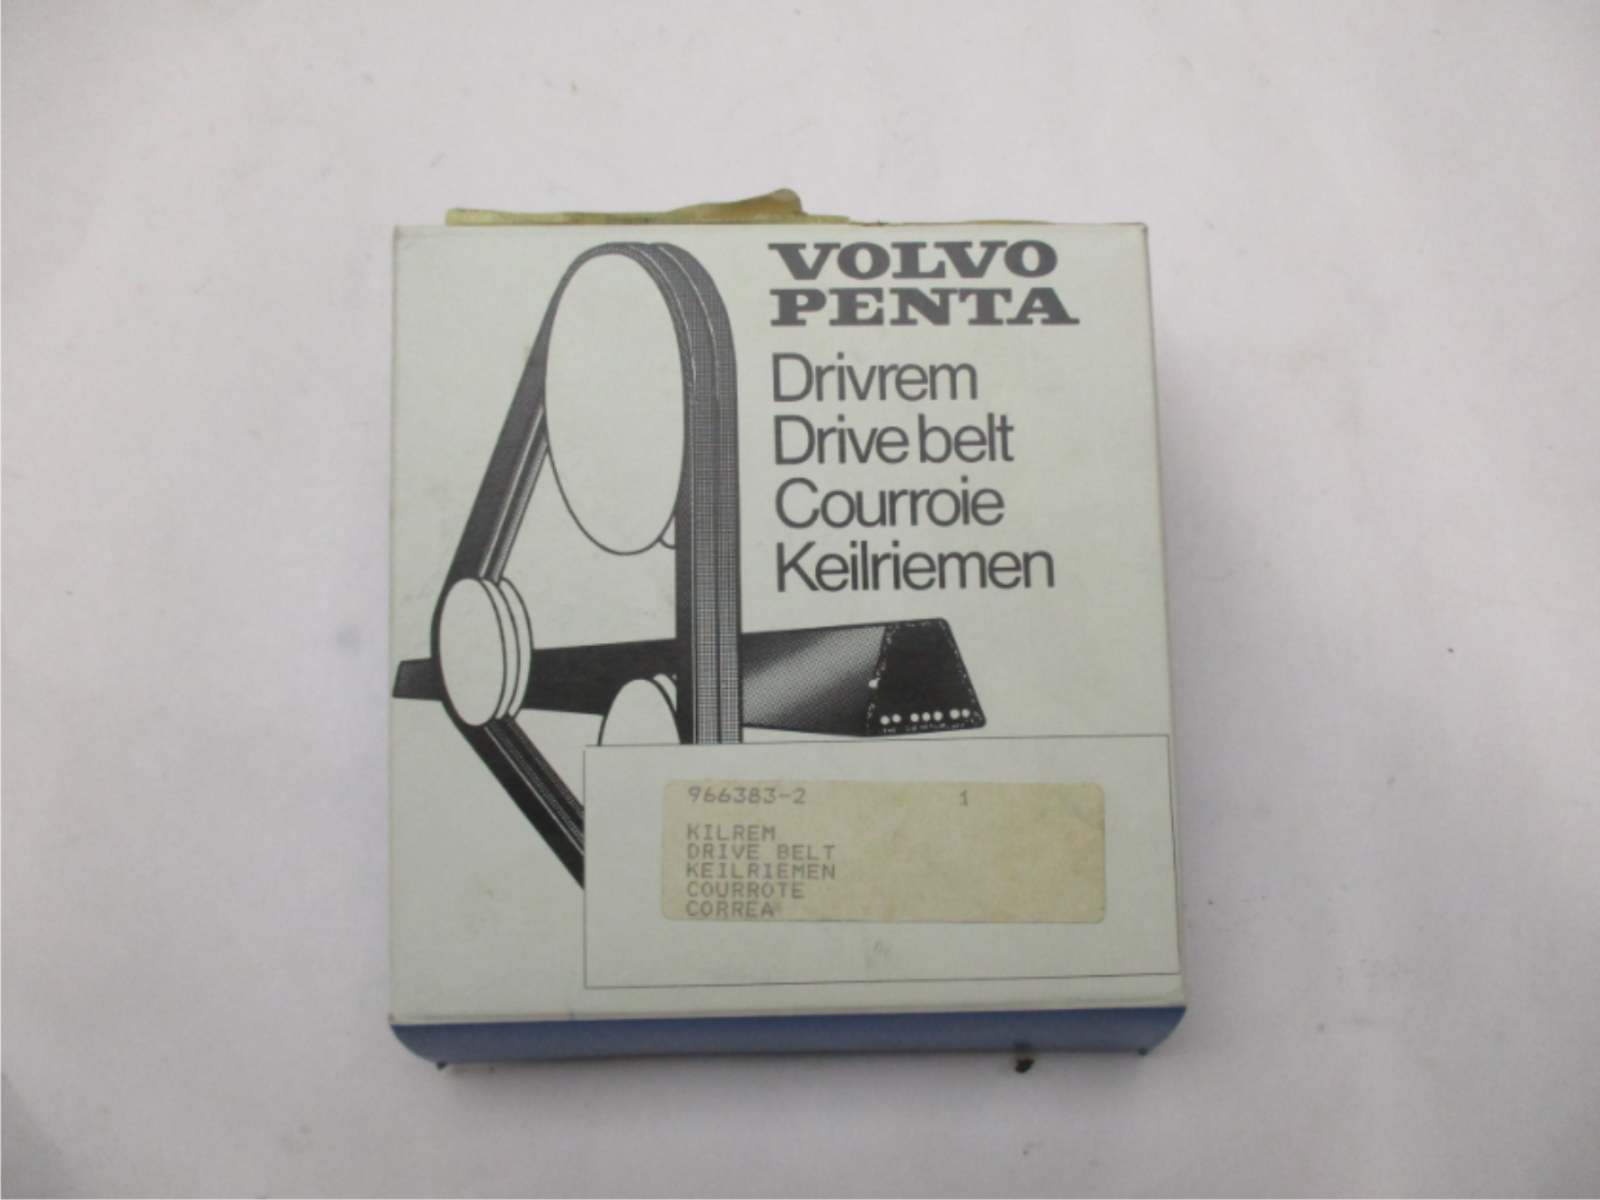 VOLVO
PENTA
Drivrem
Drive belt
Courroie
Keilriemen
966383-2 1
KILREM
DRIVE BELT
KEILRIEMEN
COURROTE
CORREA